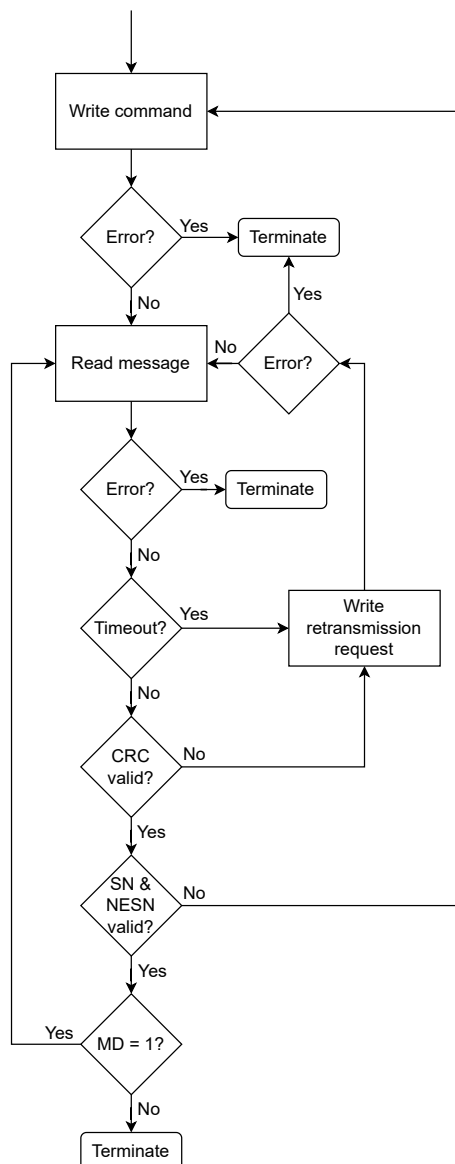 Write command
Error?
Yes
Terminate
No
Yes
Read message
No
Error?
Error?
Yes
Terminate
No
Timeout?
Yes
Write
retransmission
request
No
CRC
valid?
No
Yes
SN &
NESN
valid?
No
Yes
Yes
MD = 1?
No
Terminate